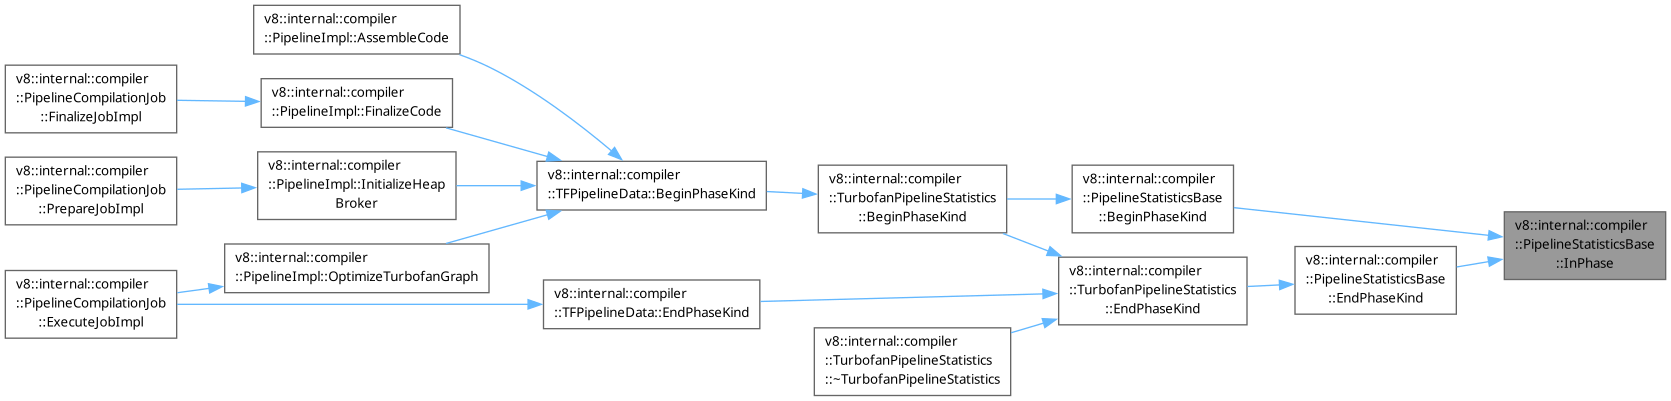 v8::internal::compiler
::PipelineImpl::AssembleCode
v8::internal::compiler
::PipelineCompilationJob
::FinalizeJobImpl
v8::internal::compiler
::PipelineImpl::FinalizeCode
v8::internal::compiler
::PipelineCompilationJob
::PrepareJobImpl
v8::internal::compiler
::PipelineImpl::InitializeHeap
Broker
v8::internal::compiler
::TFPipelineData::BeginPhaseKind
v8::internal::compiler
::TurbofanPipelineStatistics
::BeginPhaseKind
v8::internal::compiler
::PipelineStatisticsBase
::BeginPhaseKind
v8::internal::compiler
::PipelineStatisticsBase
::InPhase
v8::internal::compiler
::PipelineImpl::OptimizeTurbofanGraph
v8::internal::compiler
::PipelineCompilationJob
::ExecuteJobImpl
v8::internal::compiler
::TFPipelineData::EndPhaseKind
v8::internal::compiler
::TurbofanPipelineStatistics
::EndPhaseKind
v8::internal::compiler
::PipelineStatisticsBase
::EndPhaseKind
v8::internal::compiler
::TurbofanPipelineStatistics
::~TurbofanPipelineStatistics